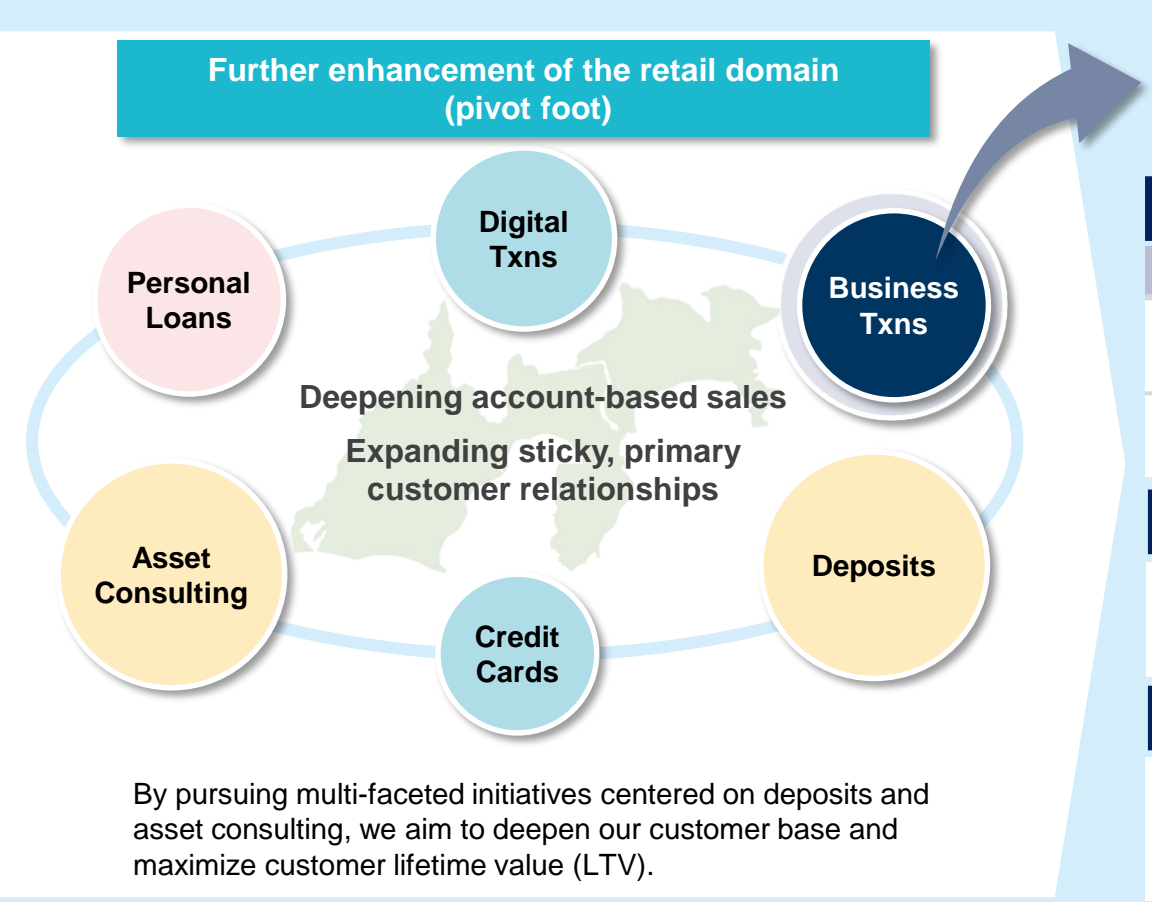 Further enhancement of the retail domain
(pivot foot)
Digital
Txns
Personal
Loans
Business
Txns
Deepening account-based sales
Expanding sticky, primary
customer relationships
Asset
Consulting
Deposits
Credit
Cards
By pursuing multi-faceted initiatives centered on deposits and
asset consulting, we aim to deepen our customer base and
maximize customer lifetime value (LTV).